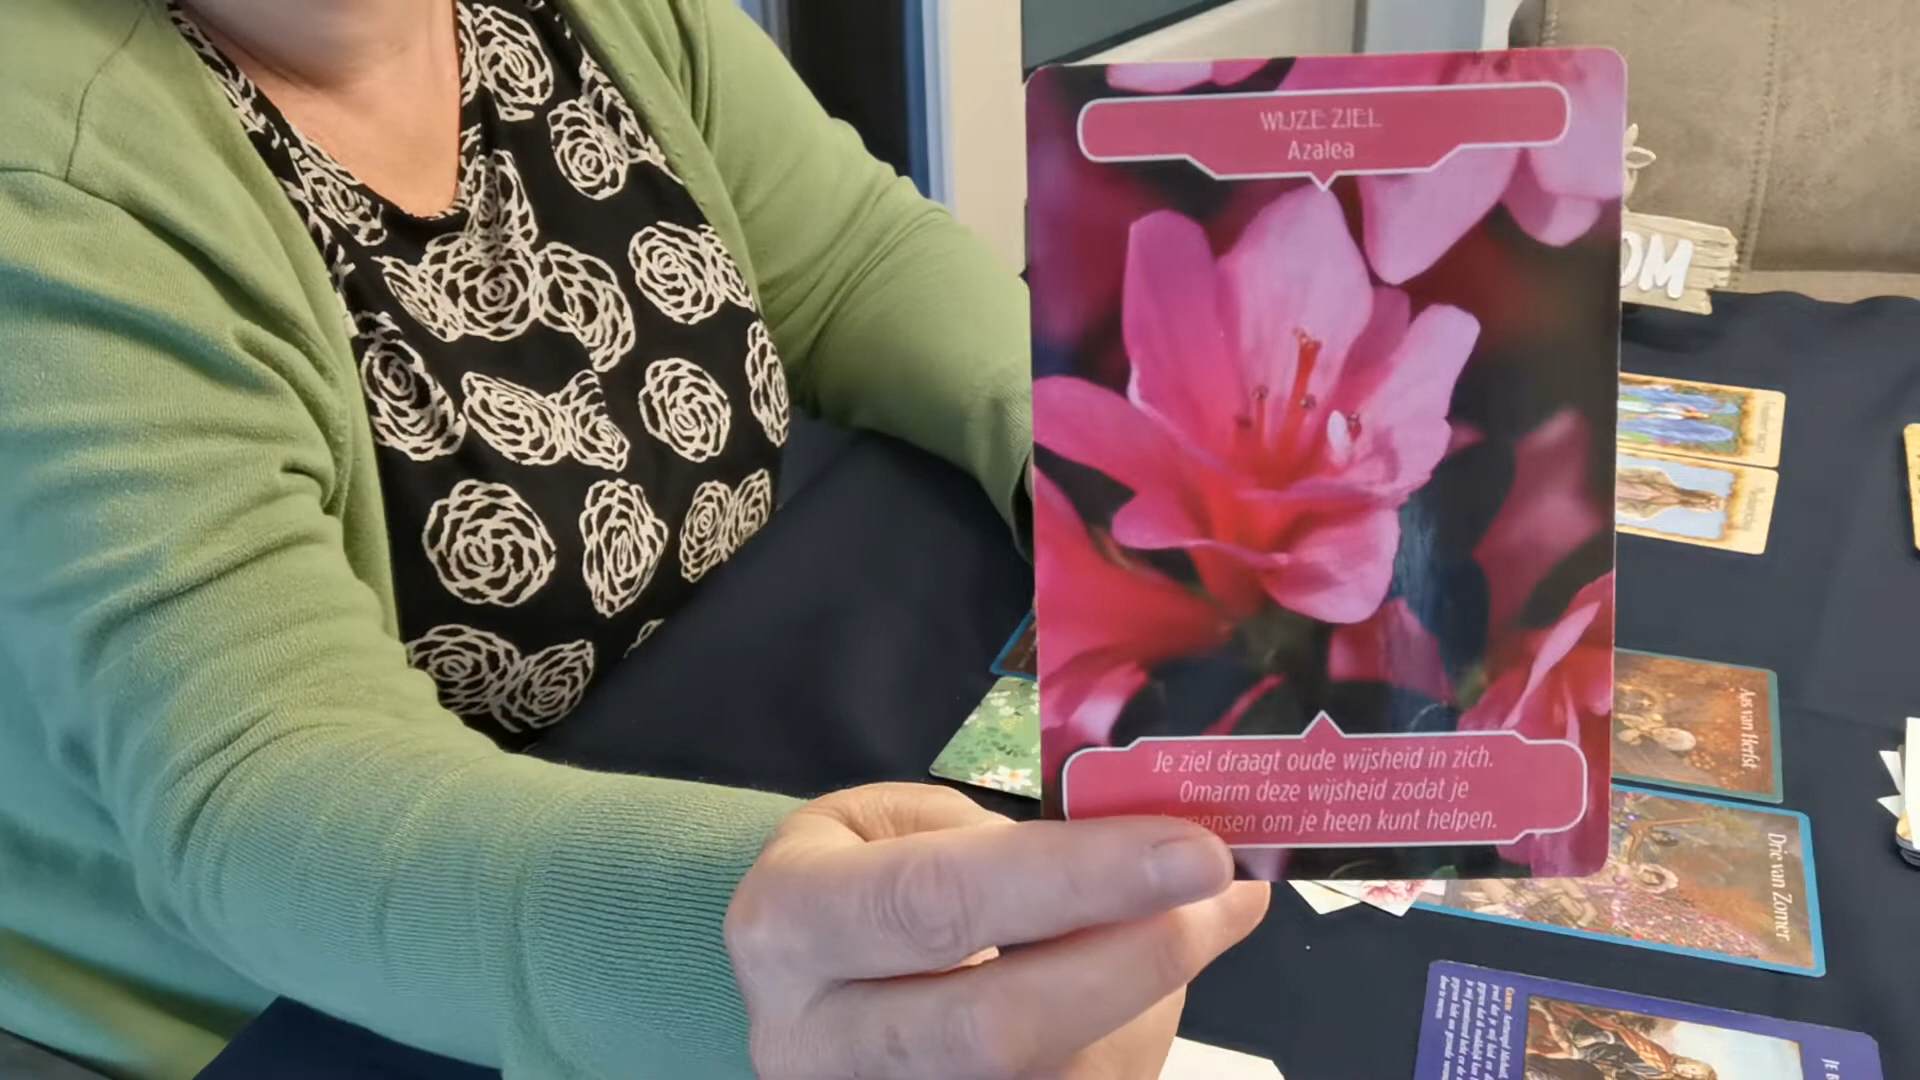 WIJZE ZIEL
Azalea
Je ziel draagt oude wijsheid in zich.
Omarm deze wijsheid zodat je
mensen om je heen kunt helpen.
OM
Aas van Herfst
Drie van Zomer